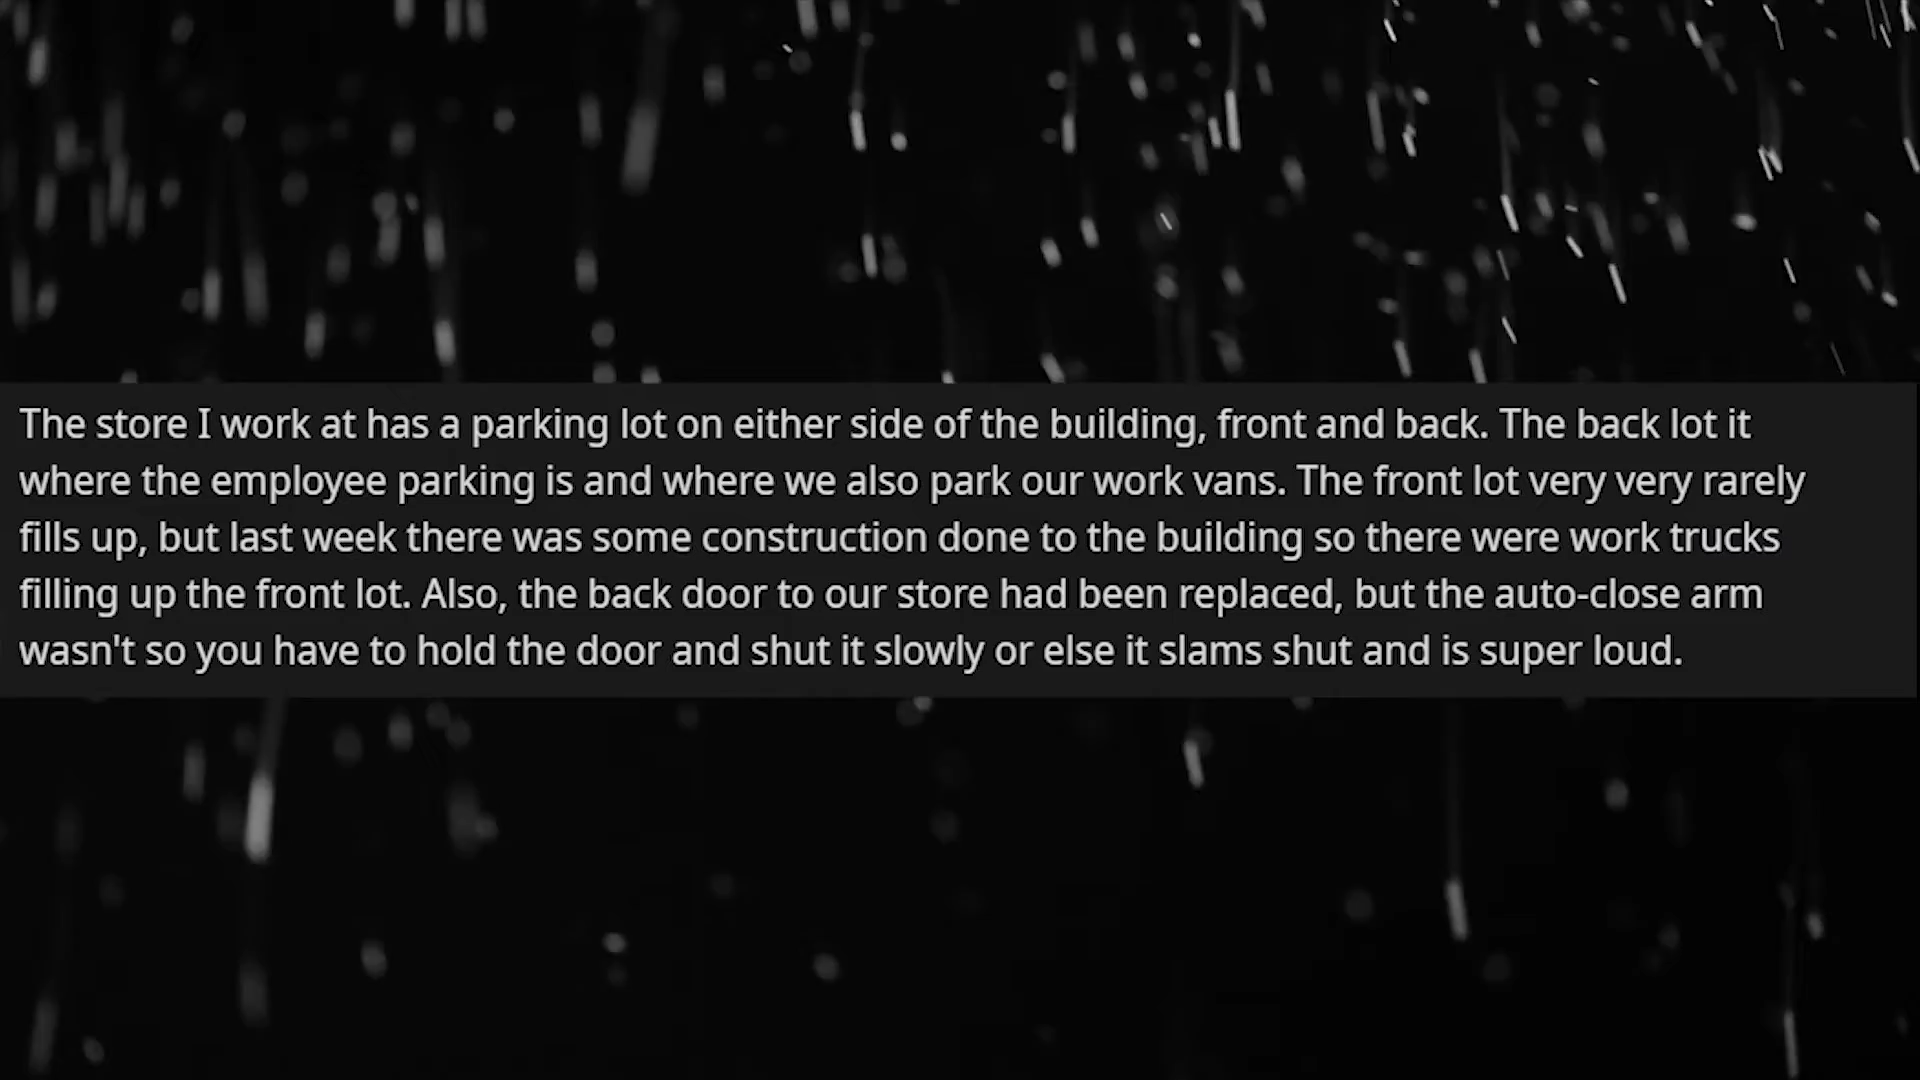 The store I work at has a parking lot on either side of the building, front and back. The back lot it
where the employee parking is and where we also park our work vans. The front lot very very rarely
fills up, but last week there was some construction done to the building so there were work trucks
filling up the front lot. Also, the back door to our store had been replaced, but the auto-close arm
wasn't so you have to hold the door and shut it slowly or else it slams shut and is super loud.